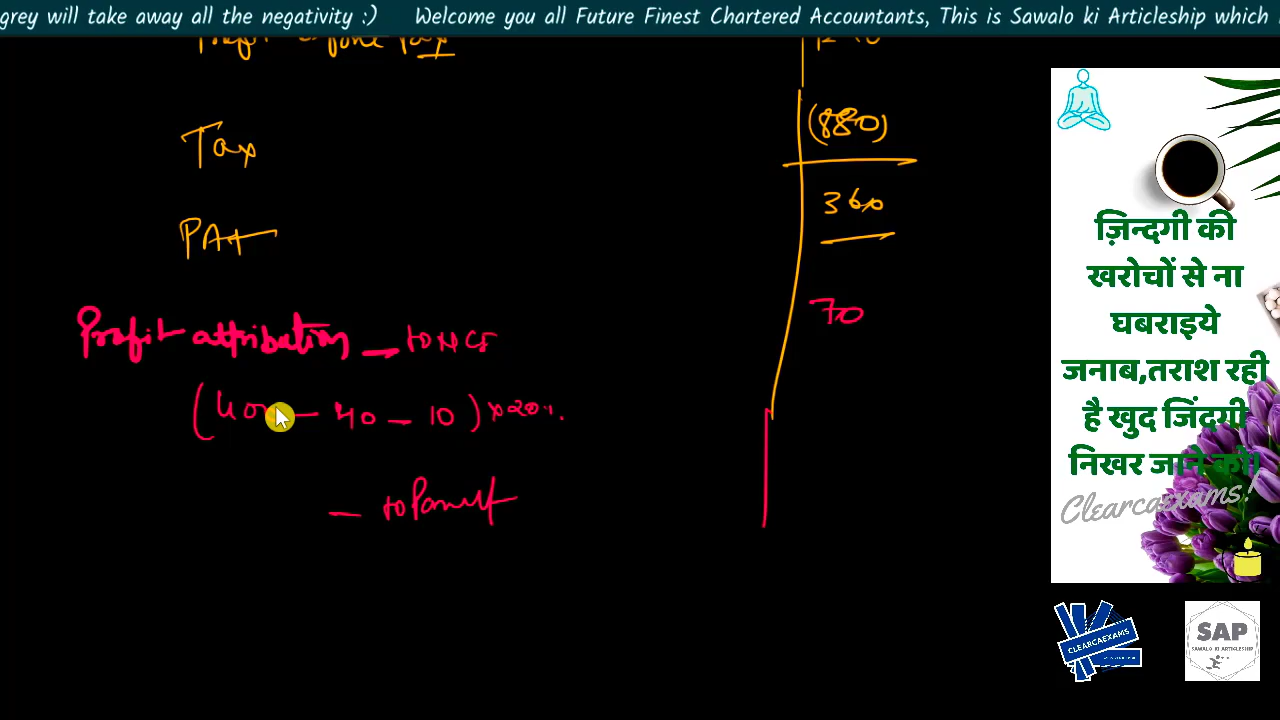 grey will take away all the negativity :) Welcome you all Future Finest Chartered Accountants, This is Sawalo ki Articleship which
Tax
(880)
PAT
360
Profit attribution – to NCI
70
– 40 – 10) × 20%.
– to Parent
ज़िन्दगी की
खरोचों से ना
घबराइये
जनाब,तराश रही
है खुद जिंदगी
निखर जाने को।
Clearcaexams!
CLEARCAEXAMS
SAP
SAWALO KI ARTICLESHIP